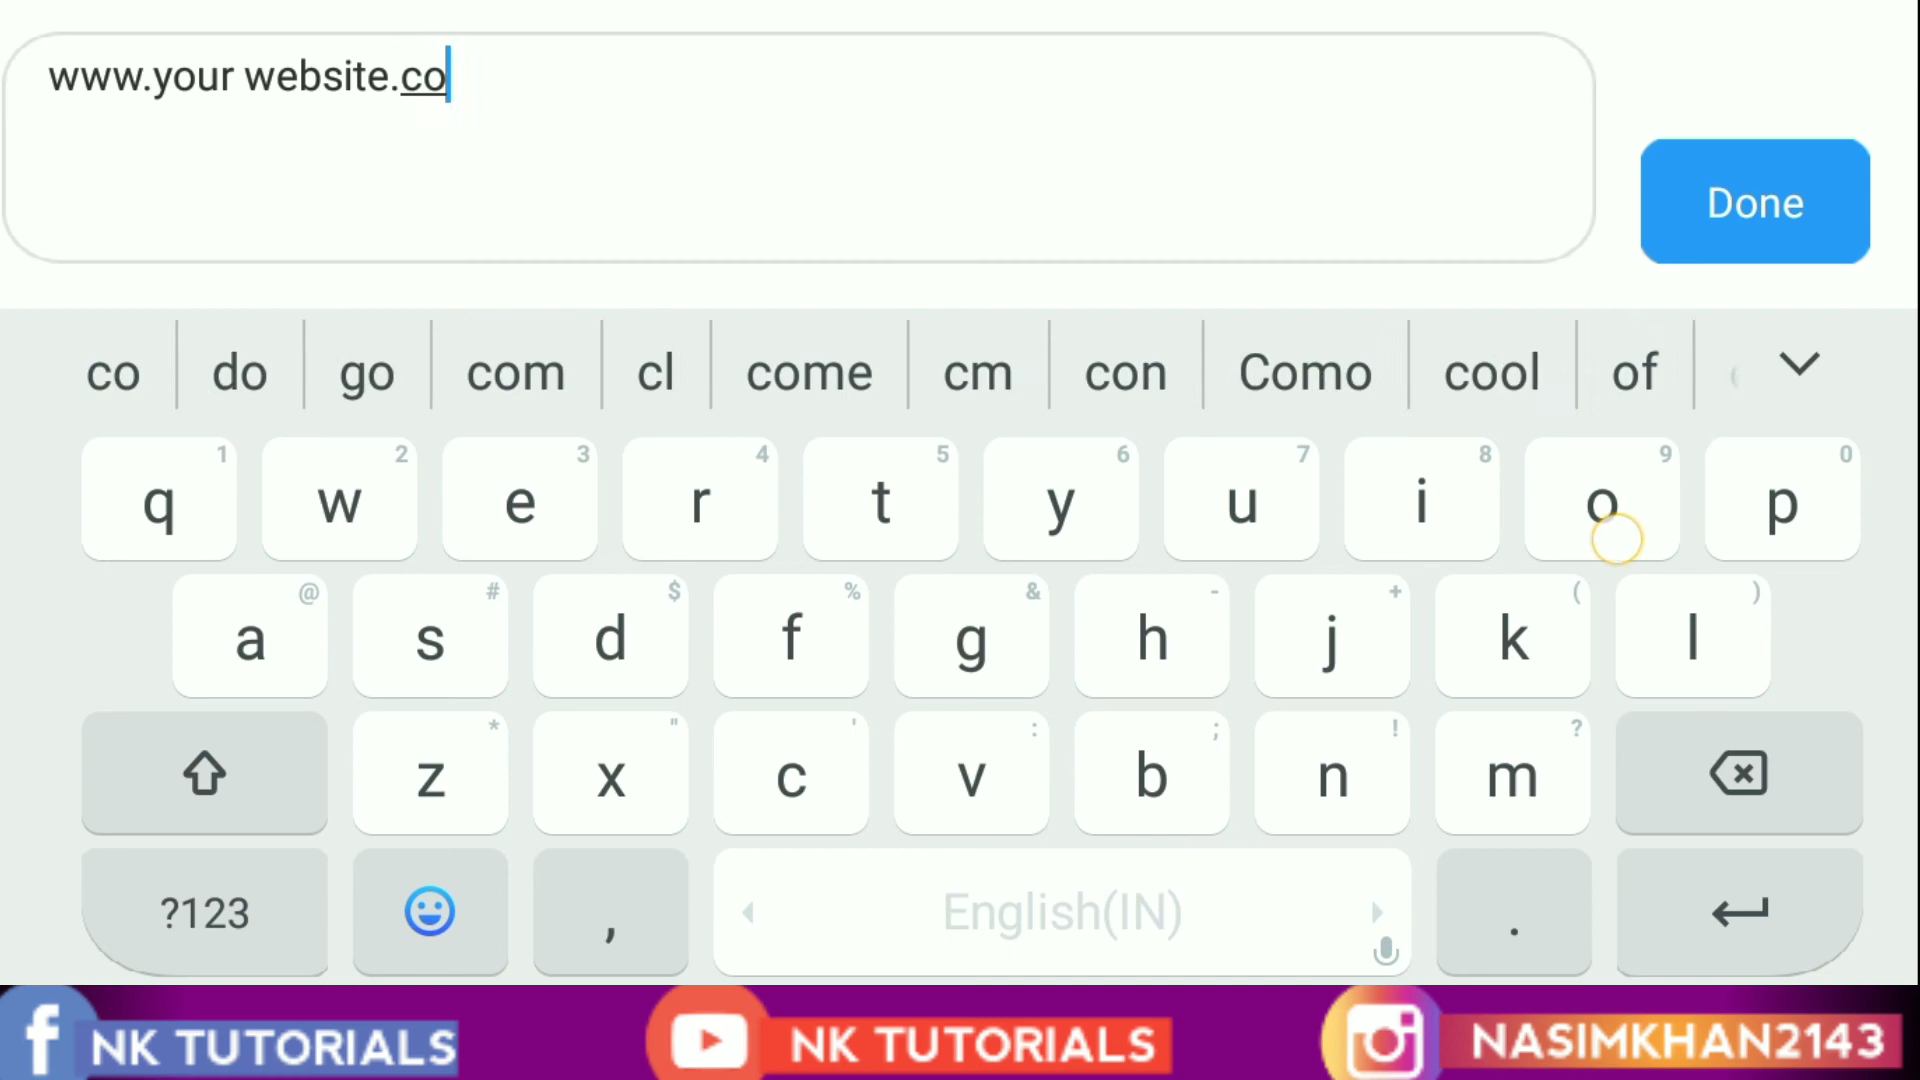 www.your website.co
Done
co do go com cl come cm con Como cool of
1 2 3 4 5 6 7 8 9 0
q w e r t y u i o p
@ # $ % & - + ( )
a s d f g h j k l
* " ' : ; ! ?
z x c v b n m
?123 , English(IN) .
NK TUTORIALS NK TUTORIALS NASIMKHAN2143